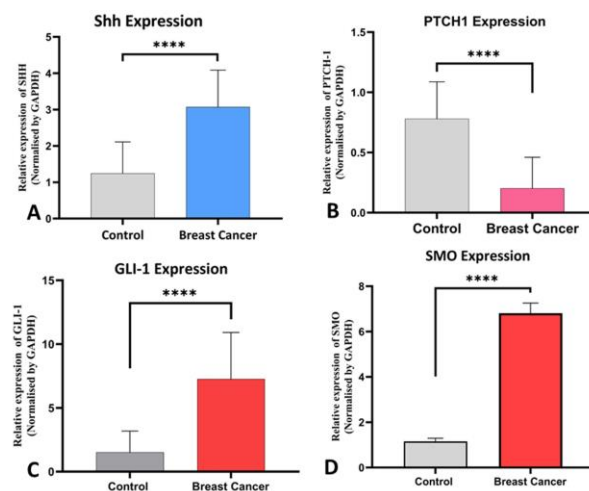 Shh Expression
****
Relative expression of SHH
(Normalised by GAPDH)
5
4
3
2
1
0
A
Control
Breast Cancer
PTCH1 Expression
****
Relative expression of PTCH-1
(Normalised by GAPDH)
1.5
1.0
0.5
0.0
B
Control
Breast Cancer
GLI-1 Expression
****
Relative expression of GLI-1
(Normalised by GAPDH)
15
10
5
0
C
Control
Breast Cancer
SMO Expression
****
Relative expression of SMO
(Normalised by GAPDH)
8
6
4
2
0
D
Control
Breast Cancer